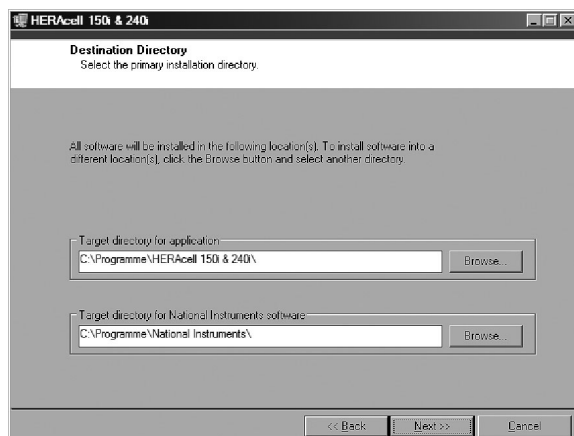 HERAcell 150i & 240i
Destination Directory
Select the primary installation directory.
All software will be installed in the following location(s). To install software into a
different location(s), click the Browse button and select another directory.
Target directory for application
C:\Programme\HERAcell 150i & 240i\
Browse...
Target directory for National Instruments software
C:\Programme\National Instruments\
Browse...
<< Back
Next >>
Cancel